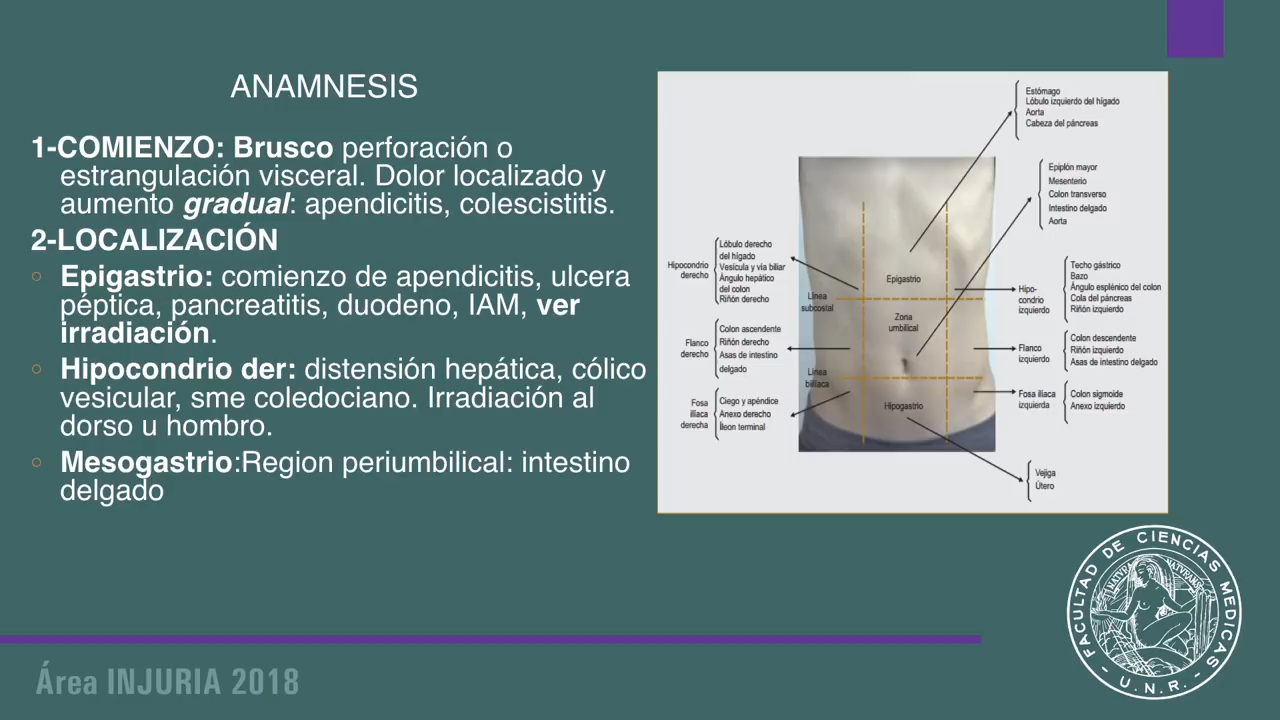 ANAMNESIS
1-COMIENZO: Brusco perforación o
estrangulación visceral. Dolor localizado y
aumento gradual: apendicitis, colescistitis.
2-LOCALIZACIÓN
Epigastrio: comienzo de apendicitis, ulcera
péptica, pancreatitis, duodeno, IAM, ver
irradiación.
Hipocondrio der: distensión hepática, cólico
vesicular, sme coledociano. Irradiación al
dorso u hombro.
Mesogastrio:Region periumbilical: intestino
delgado
Estómago
Lóbulo izquierdo del hígado
Aorta
Cabeza del páncreas
Epiplón mayor
Mesenterio
Colon transverso
Intestino delgado
Aorta
Hipocondrio
derecho
Lóbulo derecho
del hígado
Vesícula y vía biliar
Ángulo hepático
del colon
Riñón derecho
Epigastrio
Línea
subcostal
Zona
umbilical
Hipo-
condrio
izquierdo
Techo gástrico
Bazo
Ángulo esplénico del colon
Cola del páncreas
Riñón izquierdo
Flanco
derecho
Colon ascendente
Riñón derecho
Asas de intestino
delgado
Flanco
izquierdo
Colon descendente
Riñón izquierdo
Asas de intestino delgado
Línea
biilíaca
Fosa
ilíaca
derecha
Ciego y apéndice
Anexo derecho
Íleon terminal
Hipogastrio
Fosa ilíaca
izquierda
Colon sigmoide
Anexo izquierdo
Vejiga
Útero
FACULTAD DE CIENCIAS MEDICAS
NATURA NATURANS
- U.N.R. -
Área INJURIA 2018